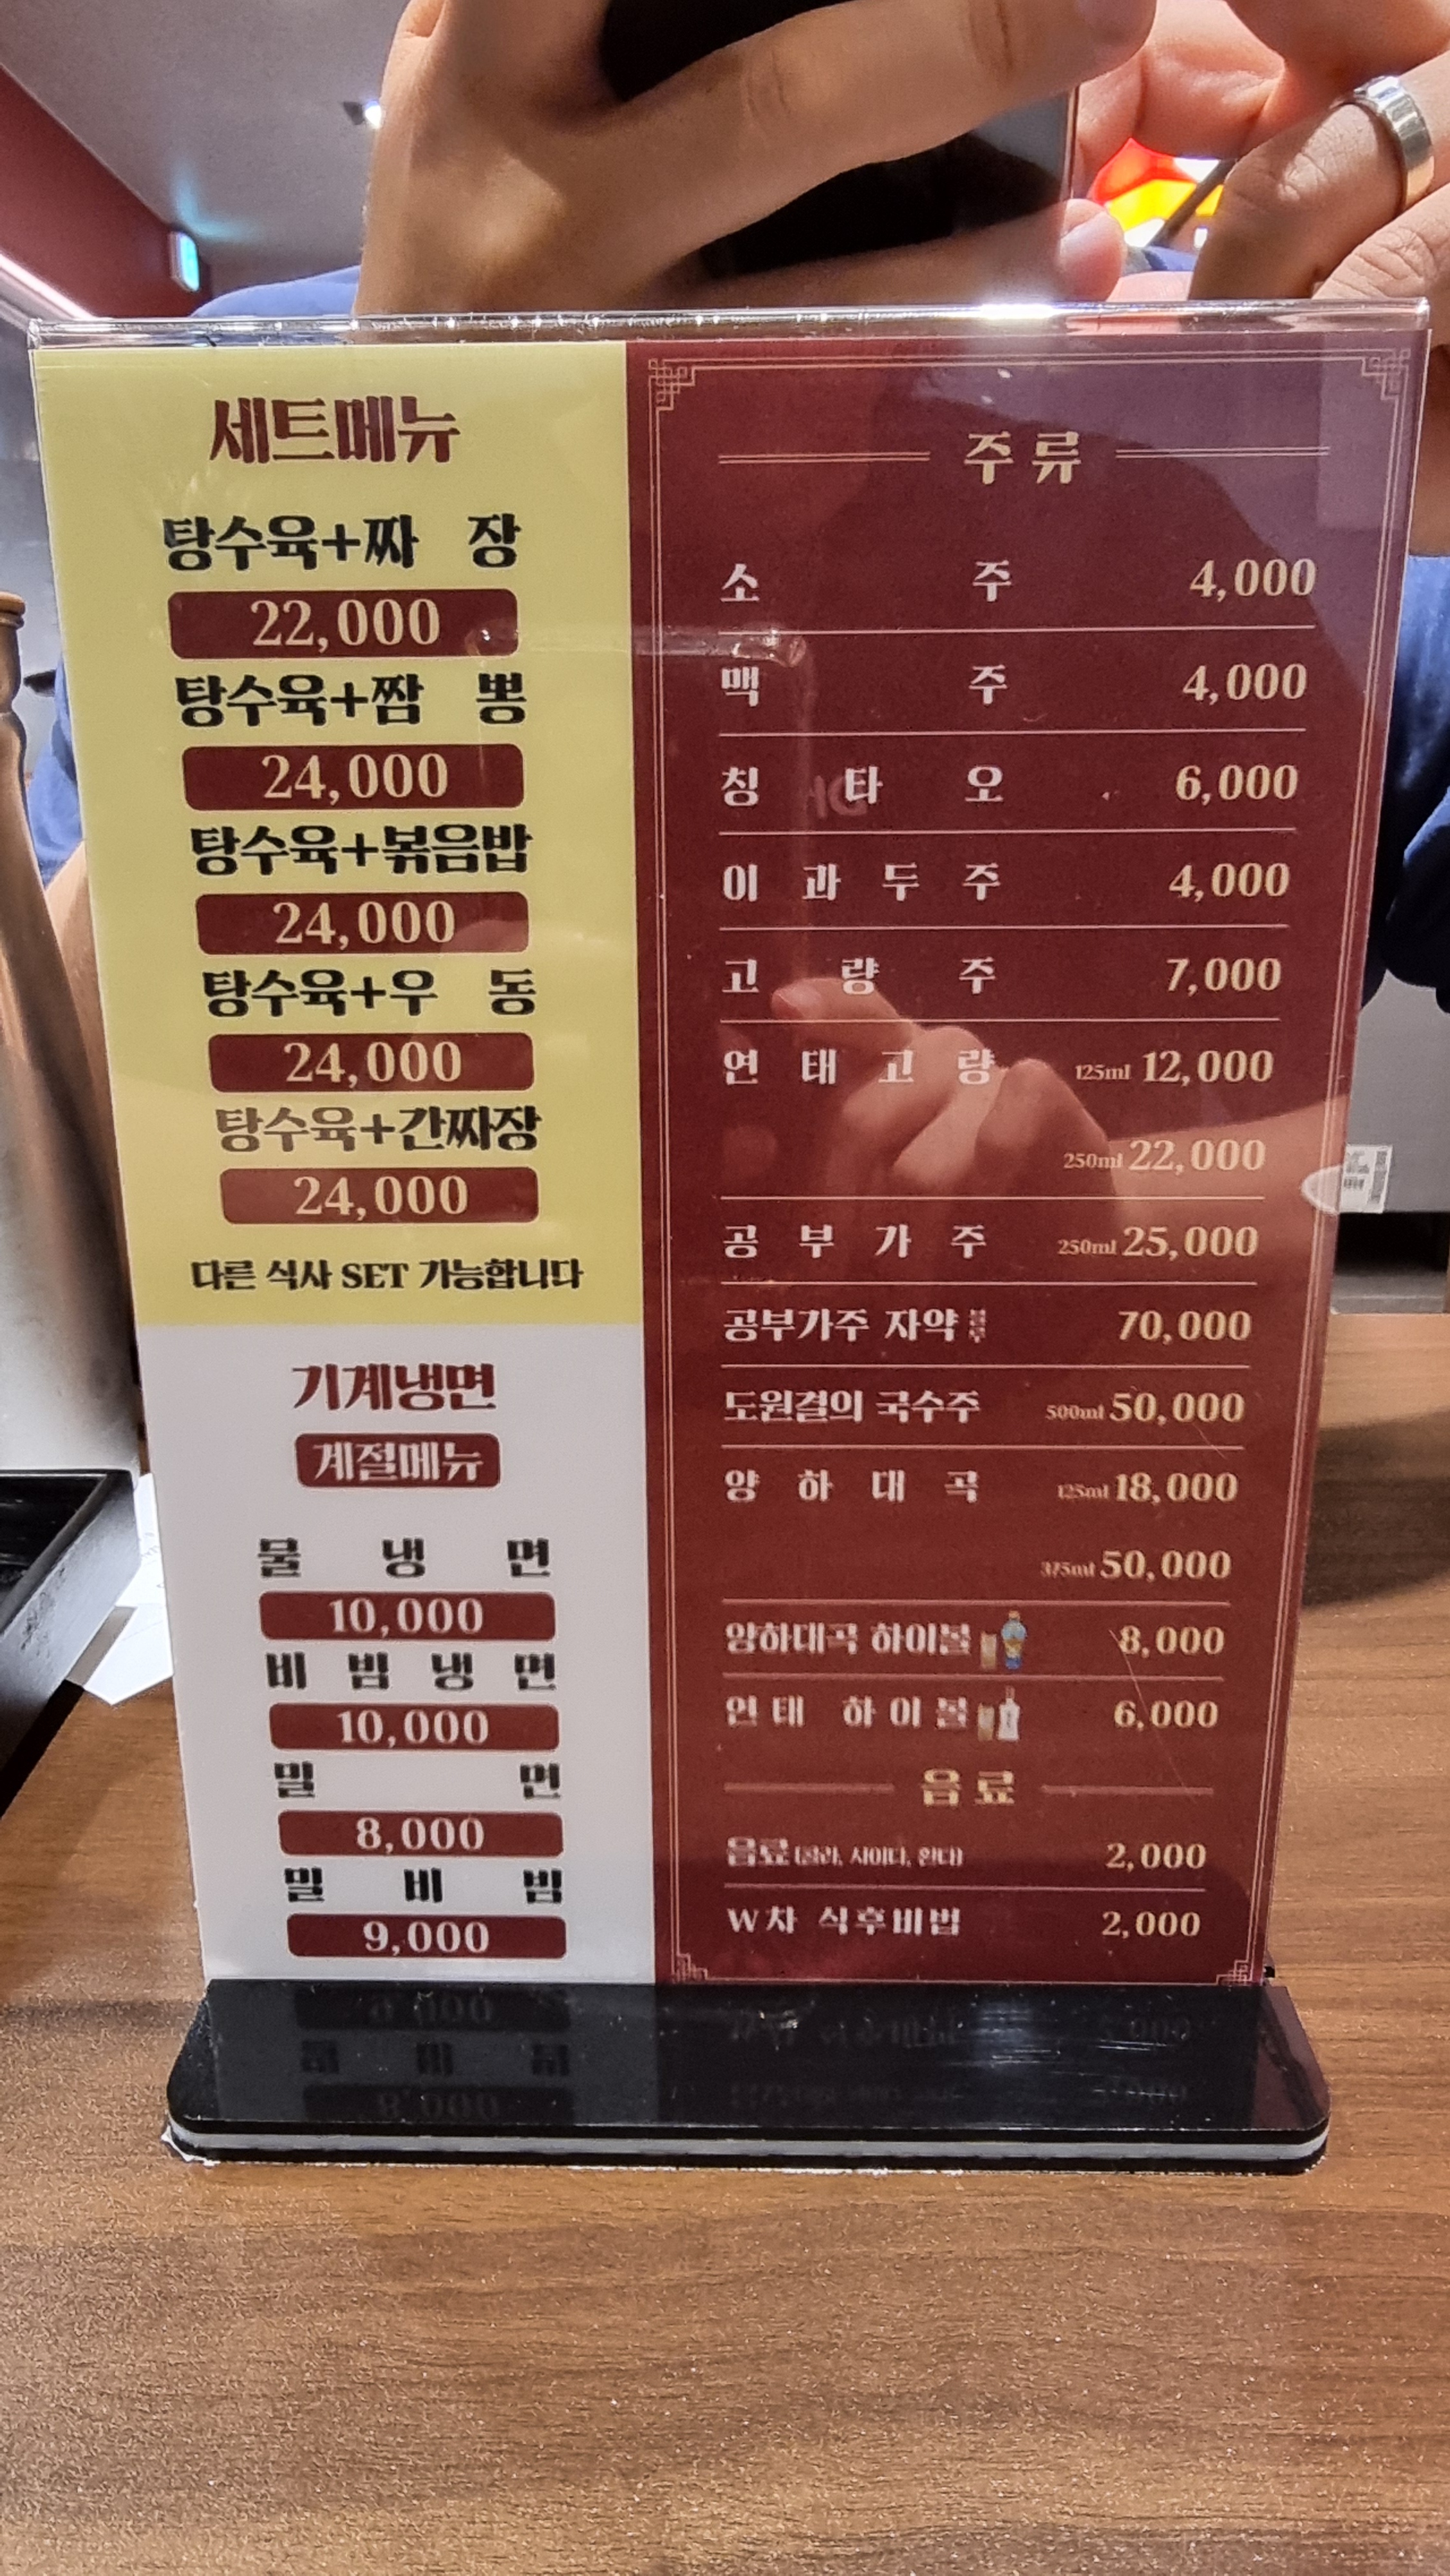 세트메뉴
탕수육+짜 장
22,000
탕수육+짬 뽕
24,000
탕수육+볶음밥
24,000
탕수육+우 동
24,000
탕수육+간짜장
24,000
다른 식사 SET 가능합니다
기계냉면
계절메뉴
물 냉 면
10,000
비 빔 냉 면
10,000
밀 면
8,000
밀 비 빔
9,000
주류
소 주 4,000
맥 주 4,000
칭 타 오 6,000
이 과 두 주 4,000
고 량 주 7,000
연 태 고 량 125ml 12,000
250ml 22,000
공 부 가 주 250ml 25,000
공부가주 자약 70,000
도원결의 국수주 500ml 50,000
양 하 대 곡 125ml 18,000
375ml 50,000
양하대곡 하이볼 8,000
연태 하이볼 6,000
음료
음료 (콜라, 사이다, 환타) 2,000
W차 식후비법 2,000